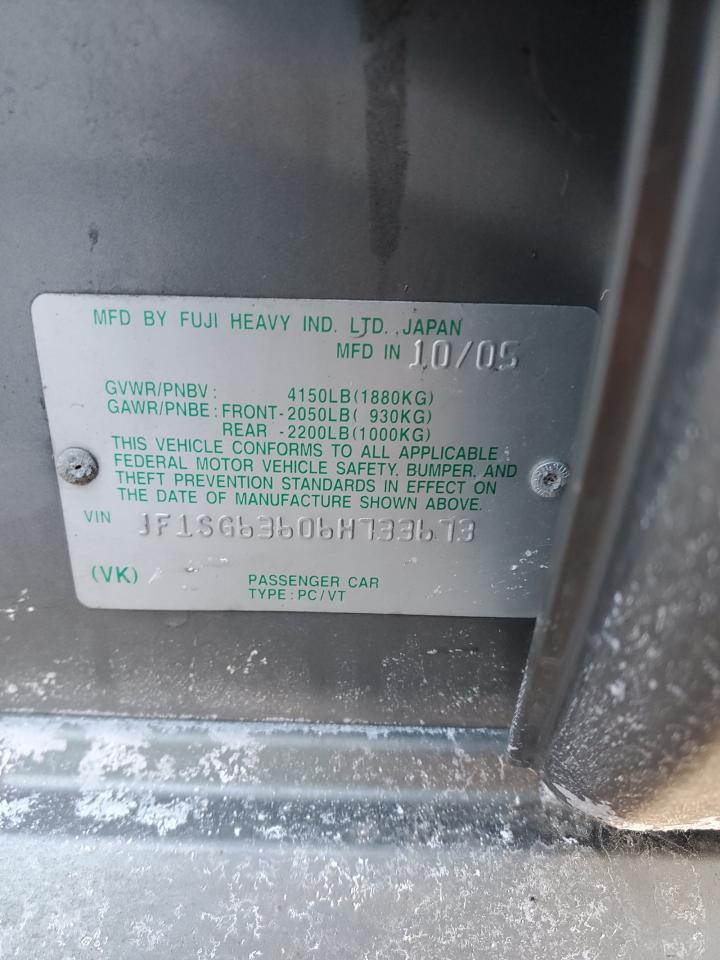 MFD BY FUJI HEAVY IND. LTD. JAPAN
MFD IN 10/05
GVWR/PNBV: 4150LB(1880KG)
GAWR/PNBE: FRONT-2050LB( 930KG)
REAR -2200LB(1000KG)
THIS VEHICLE CONFORMS TO ALL APPLICABLE
FEDERAL MOTOR VEHICLE SAFETY, BUMPER, AND
THEFT PREVENTION STANDARDS IN EFFECT ON
THE DATE OF MANUFACTURE SHOWN ABOVE.
VIN JF1SG63606H733673
(VK)
PASSENGER CAR
TYPE: PC/VT